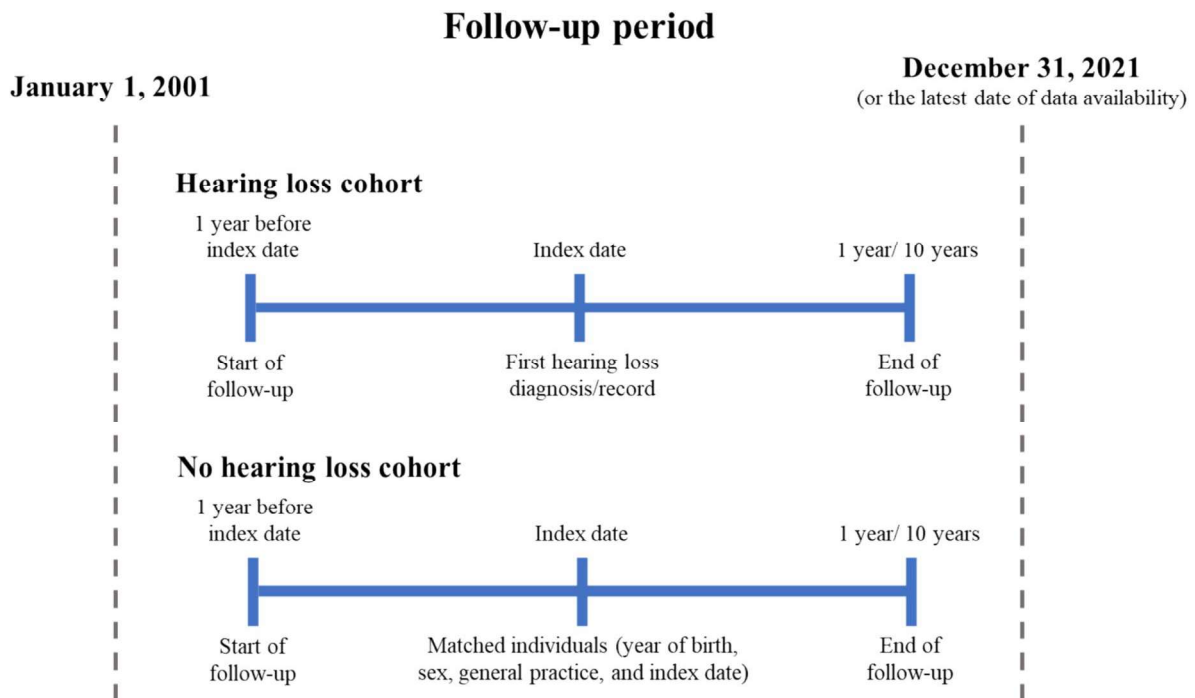 Follow-up period
January 1, 2001
December 31, 2021
(or the latest date of data availability)
Hearing loss cohort
1 year before
index date
Index date
1 year/ 10 years
Start of
follow-up
First hearing loss
diagnosis/record
End of
follow-up
No hearing loss cohort
1 year before
index date
Index date
1 year/ 10 years
Start of
follow-up
Matched individuals (year of birth,
sex, general practice, and index date)
End of
follow-up